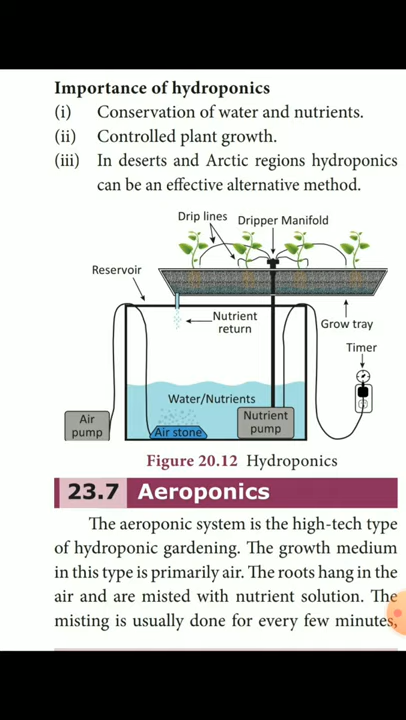 Importance of hydroponics
(i) Conservation of water and nutrients.
(ii) Controlled plant growth.
(iii) In deserts and Arctic regions hydroponics
can be an effective alternative method.
Drip lines
Dripper Manifold
Reservoir
Nutrient
return
Grow tray
Timer
Water/Nutrients
Air
pump
Air stone
Nutrient
pump
Figure 20.12 Hydroponics
23.7 Aeroponics
The aeroponic system is the high-tech type
of hydroponic gardening. The growth medium
in this type is primarily air. The roots hang in the
air and are misted with nutrient solution. The
misting is usually done for every few minutes,